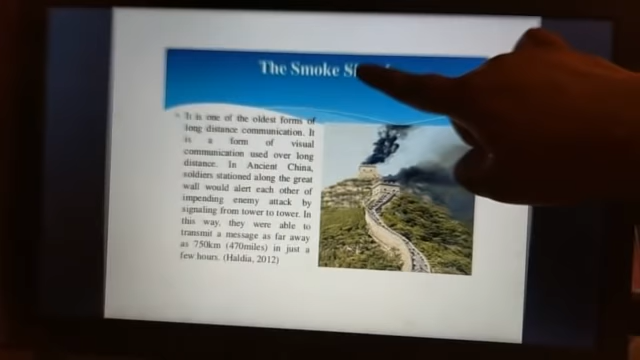 The Smoke
It is one of the oldest forms of
long distance communication. It
is a form of visual
communication used over long
distance. In Ancient China,
soldiers stationed along the great
wall would alert each other of
impending enemy attack by
signaling from tower to tower. In
this way, they were able to
transmit a message as far away
as 750km (470miles) in just a
few hours. (Haldia, 2012)